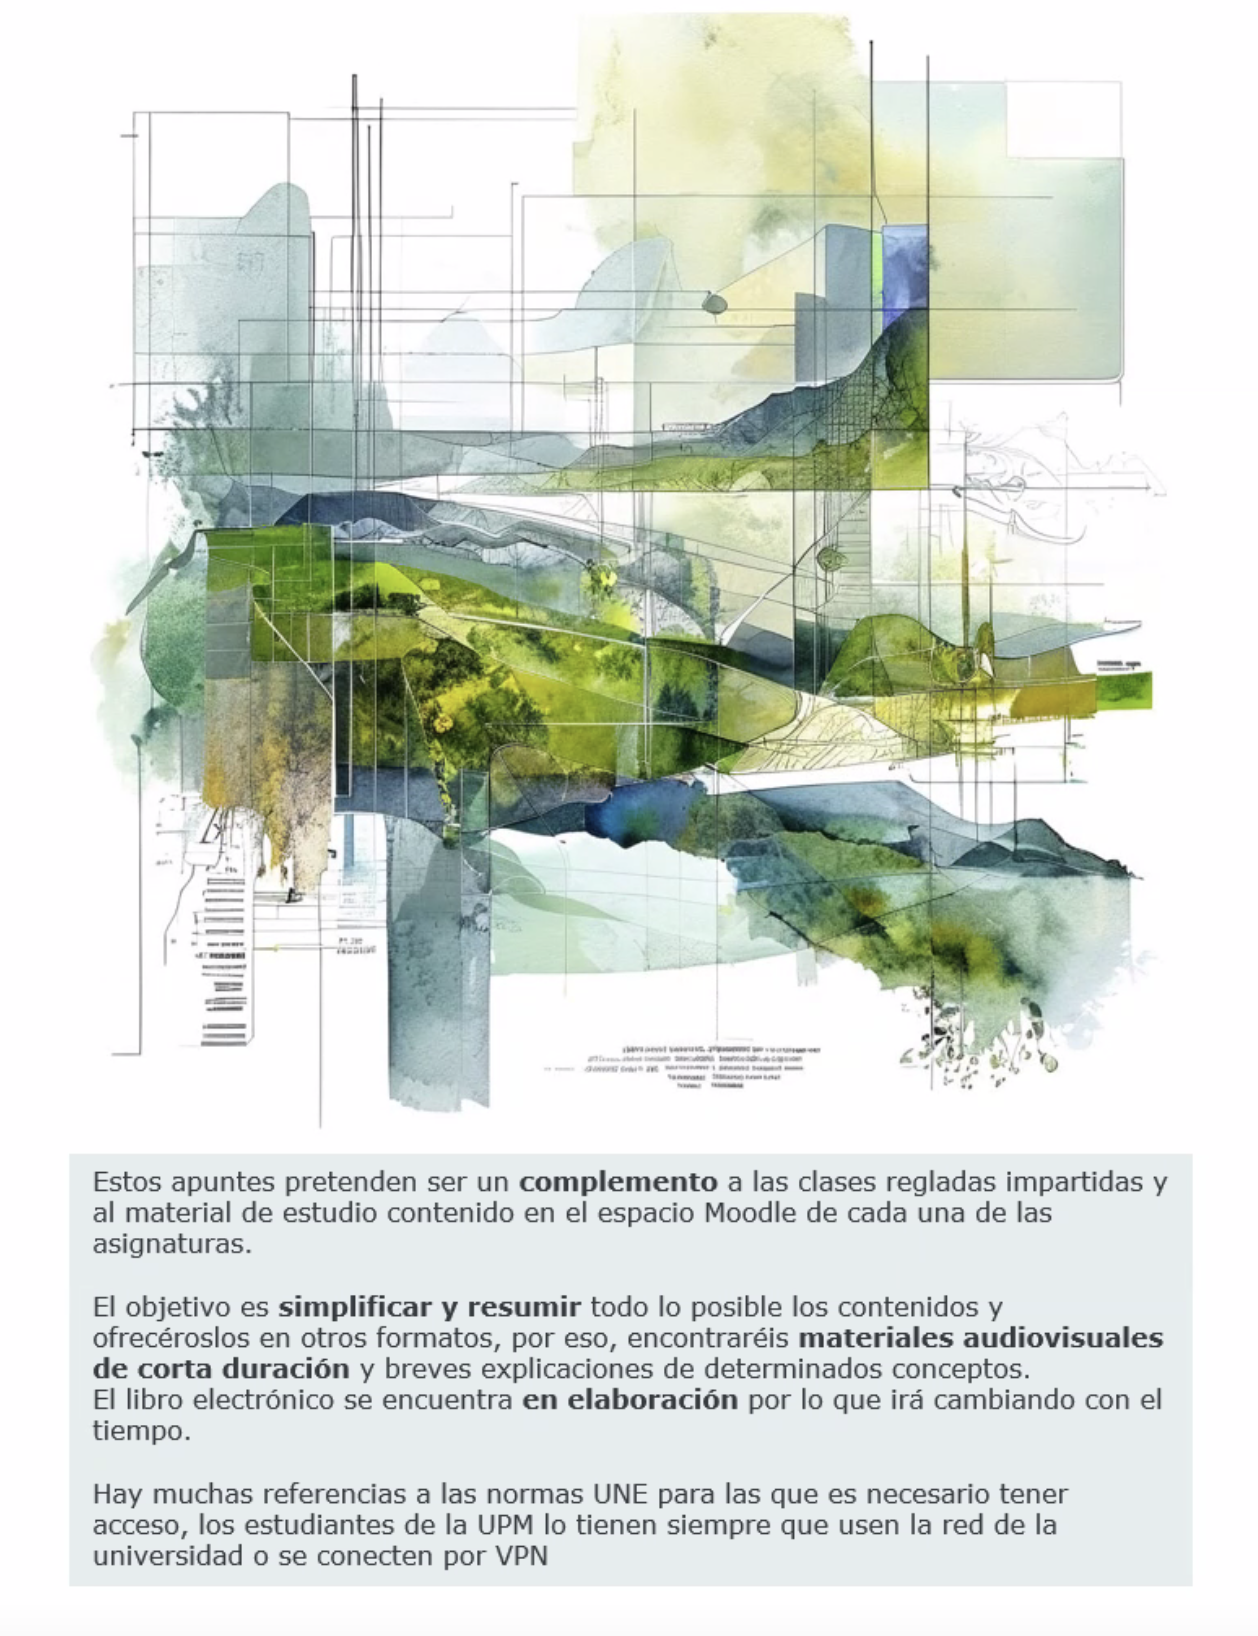 Estos apuntes pretenden ser un complemento a las clases regladas impartidas y
al material de estudio contenido en el espacio Moodle de cada una de las
asignaturas.
El objetivo es simplificar y resumir todo lo posible los contenidos y
ofrecéroslos en otros formatos, por eso, encontraréis materiales audiovisuales
de corta duración y breves explicaciones de determinados conceptos.
El libro electrónico se encuentra en elaboración por lo que irá cambiando con el
tiempo.
Hay muchas referencias a las normas UNE para las que es necesario tener
acceso, los estudiantes de la UPM lo tienen siempre que usen la red de la
universidad o se conecten por VPN